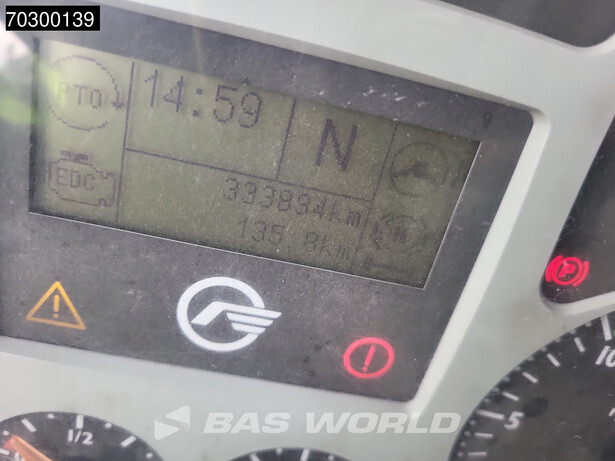 70300139
PTO
14:59
N
EDC
333894km
135.8km
P
!
!
1/2
5
10
BAS WORLD